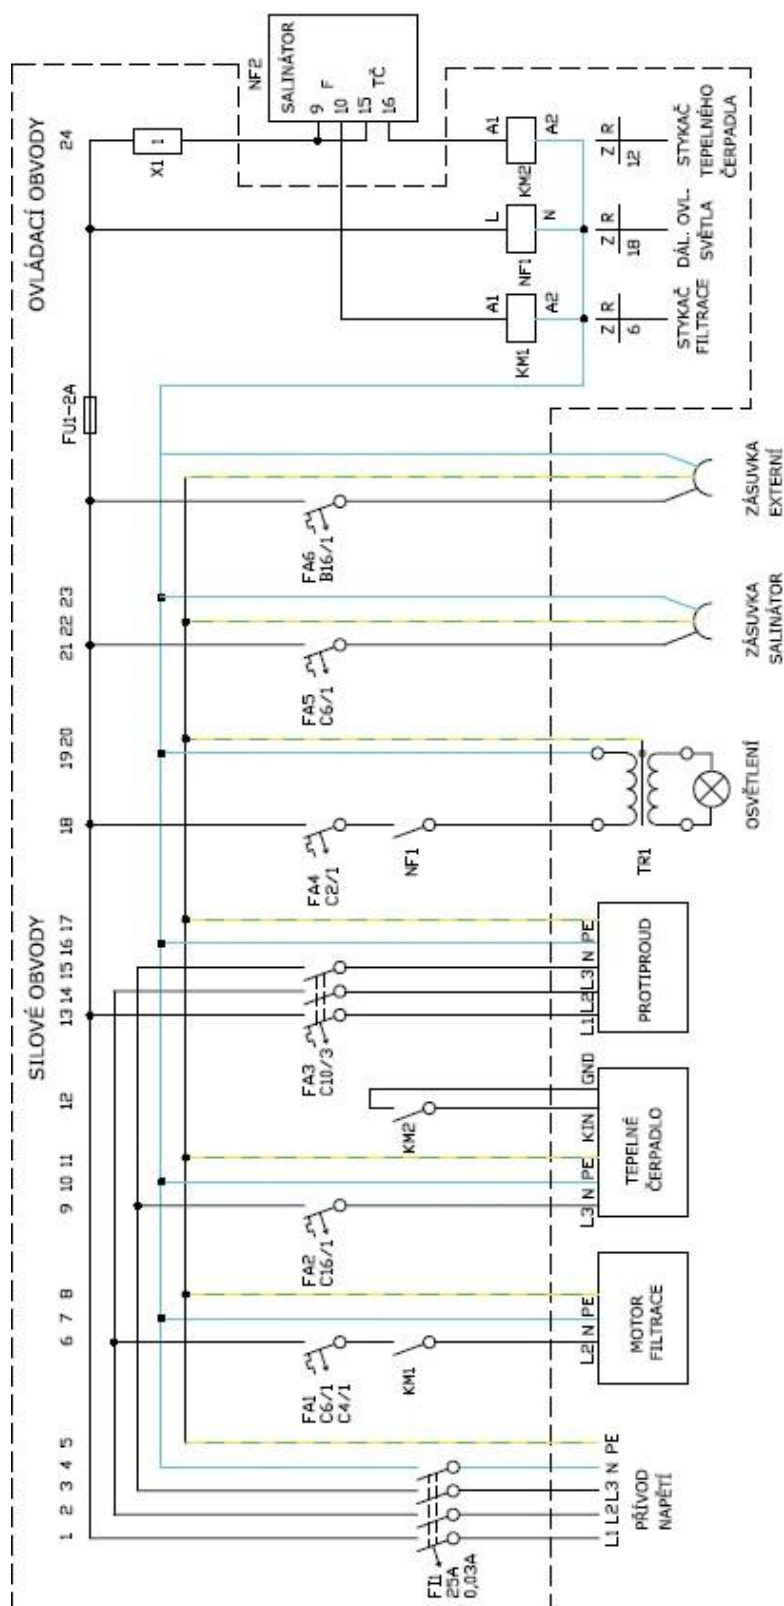 SILOVÉ OBVODY
OVLÁDACÍ OBVODY
1 2 3 4 5 6 7 8 9 10 11 12 13 14 15 16 17 18 19 20 21 22 23 24
FU1-2A
X1
1
NF2
SALINÁTOR
9 F
10
15 TČ
16
FI1
25A
0,03A
FA1
C6/1
C4/1
KM1
FA2
C16/1
KM2
FA3
C10/3
FA4
C2/1
NF1
FA5
C6/1
FA6
B16/1
A1
KM1
A2
L
NF1
N
A1
KM2
A2
Z R
6
Z R
18
Z R
12
STYKAČ
FILTRACE
DÁL. OVL.
SVĚTLA
STYKAČ
TEPELNÉHO
ČERPADLA
L1 L2 L3 N PE
PŘÍVOD
NAPĚTÍ
L2 N PE
MOTOR
FILTRACE
L3 N PE KIN GND
TEPELNÉ
ČERPADLO
L1 L2 L3 N PE
PROTIPROUD
TR1
OSVĚTLENÍ
ZÁSUVKA
SALINÁTOR
ZÁSUVKA
EXTERNÍ